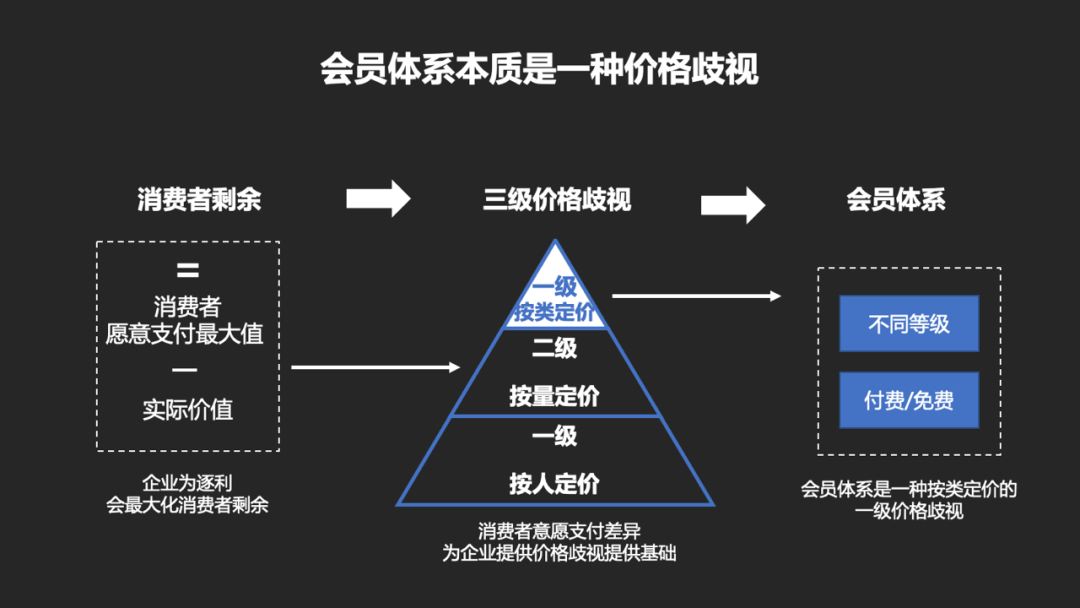 会员体系本质是一种价格歧视
消费者剩余
三级价格歧视
会员体系
=
消费者
愿意支付最大值
—
实际价值
企业为逐利
会最大化消费者剩余
一级
按类定价
二级
按量定价
一级
按人定价
消费者意愿支付差异
为企业提供价格歧视提供基础
不同等级
付费/免费
会员体系是一种按类定价的
一级价格歧视